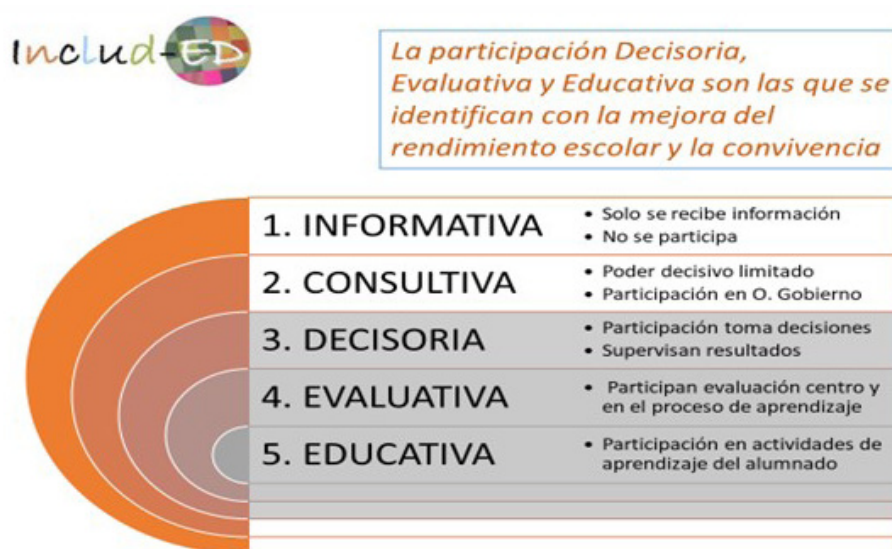 Includ-ED
La participación Decisoria,
Evaluativa y Educativa son las que se
identifican con la mejora del
rendimiento escolar y la convivencia
1. INFORMATIVA
• Solo se recibe información
• No se participa
2. CONSULTIVA
• Poder decisivo limitado
• Participación en O. Gobierno
3. DECISORIA
• Participación toma decisiones
• Supervisan resultados
4. EVALUATIVA
• Participan evaluación centro y
en el proceso de aprendizaje
5. EDUCATIVA
• Participación en actividades de
aprendizaje del alumnado